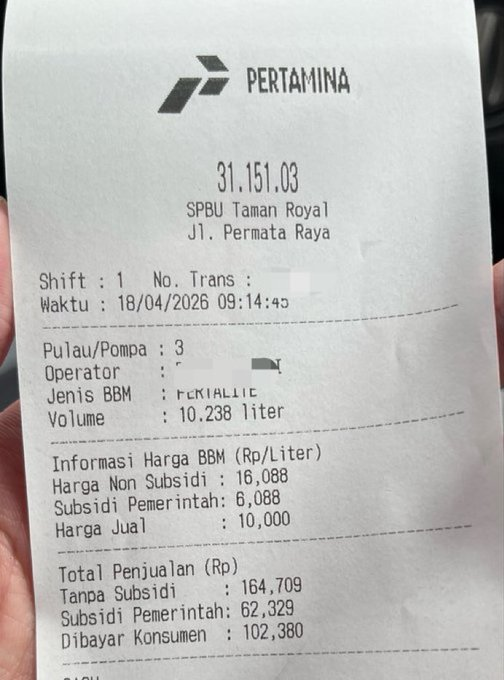 PERTAMINA
31.151.03
SPBU Taman Royal
Jl. Permata Raya
Shift : 1 No. Trans :
Waktu : 18/04/2026 09:14:45
Pulau/Pompa : 3
Operator :
Jenis BBM : PERTALITE
Volume : 10.238 liter
Informasi Harga BBM (Rp/Liter)
Harga Non Subsidi : 16,088
Subsidi Pemerintah: 6,088
Harga Jual : 10,000
Total Penjualan (Rp)
Tanpa Subsidi : 164,709
Subsidi Pemerintah: 62,329
Dibayar Konsumen : 102,380